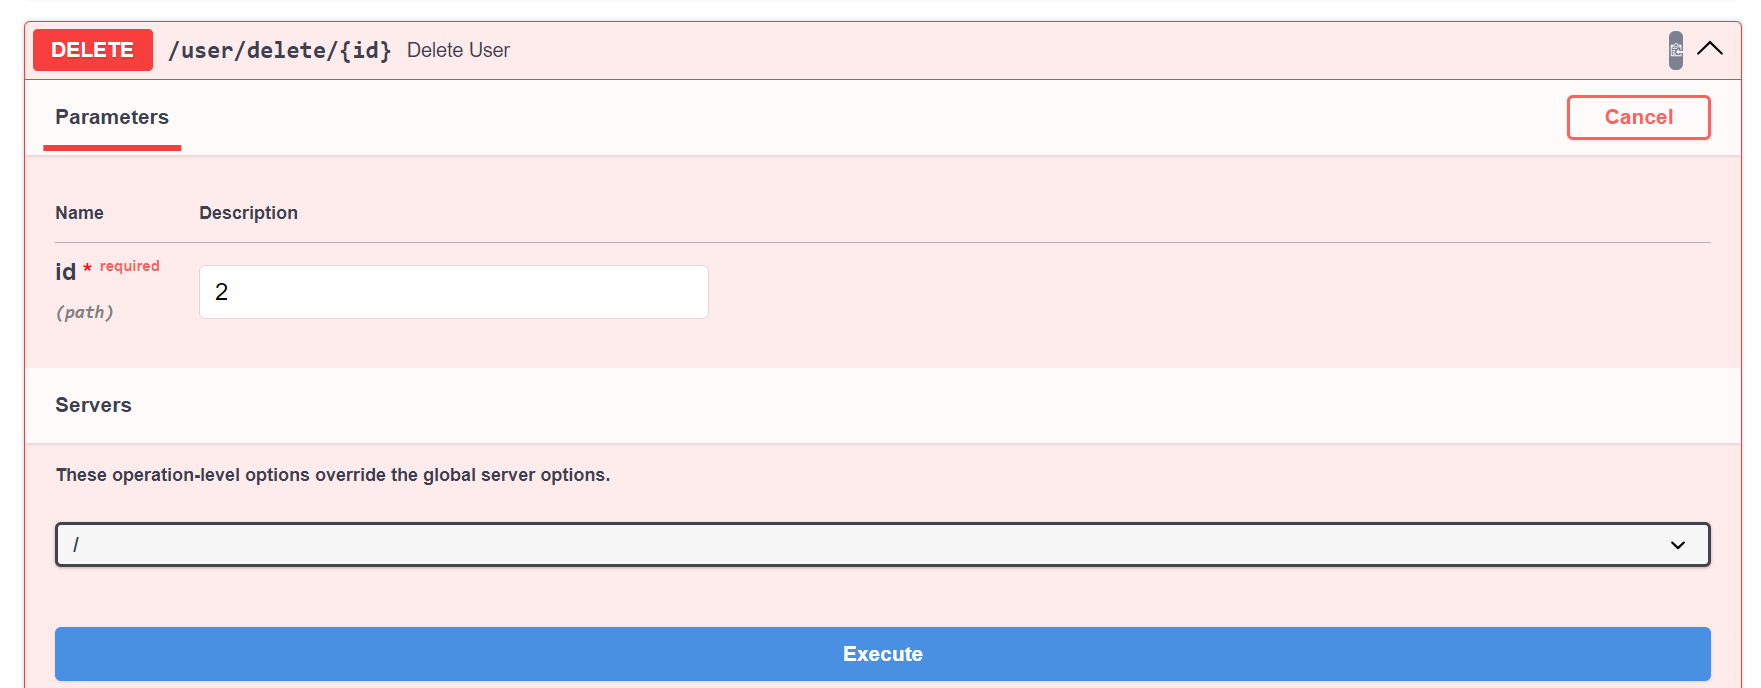 DELETE /user/delete/{id} Delete User
Parameters
Cancel
Name Description
id * required
(path)
2
Servers
These operation-level options override the global server options.
/
Execute